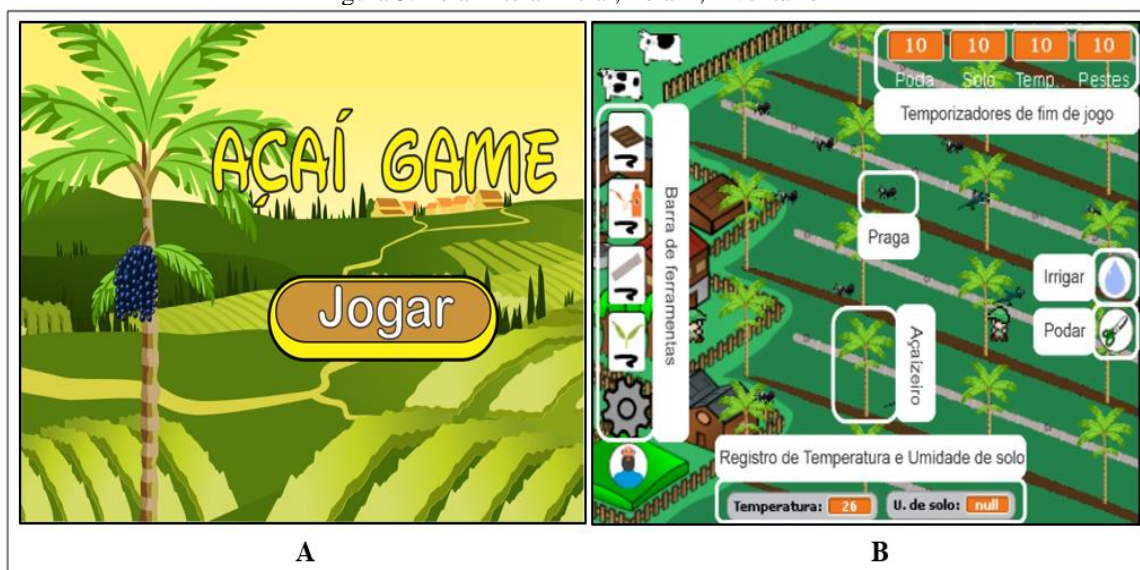 AÇAÍ GAME
Jogar
A
10 10 10 10
Poda Solo Temp.. Pestes
Temporizadores de fim de jogo
Barra de ferramentas
Praga
Irrigar
Podar
Açaízeiro
Registro de Temperatura e Umidade de solo
Temperatura: 26 U. de solo: null
B